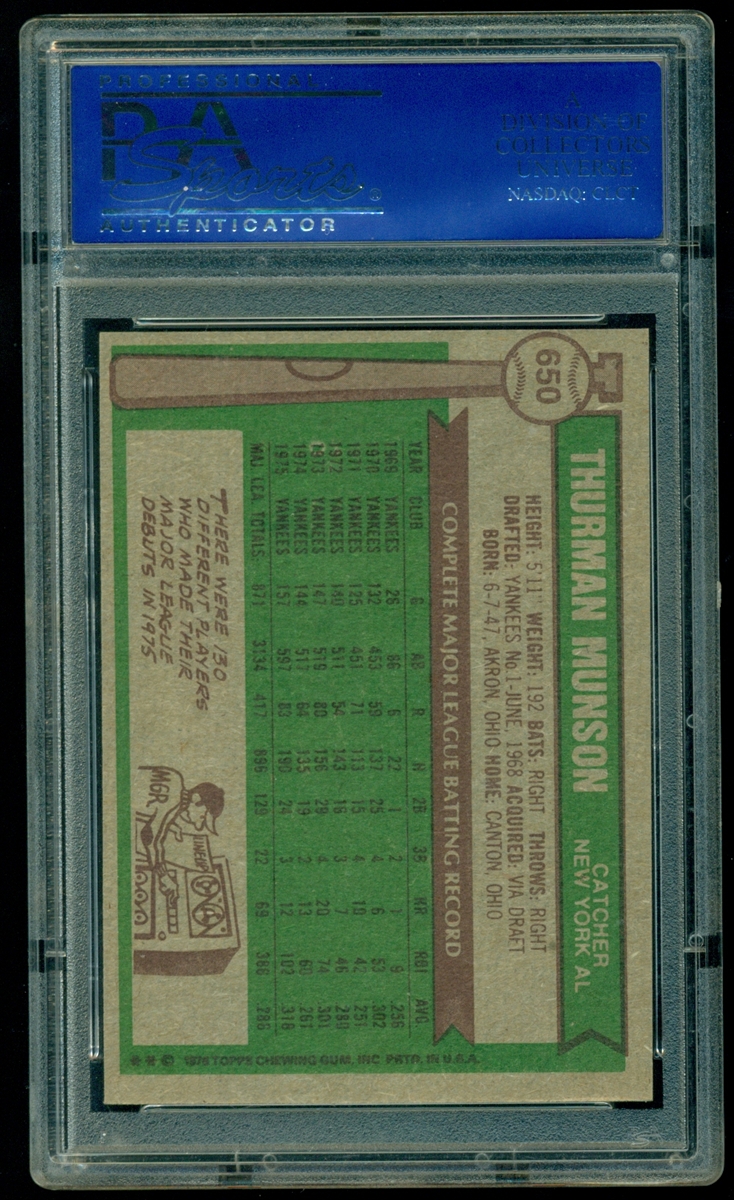 PROFESSIONAL
PSA
Sports®
AUTHENTICATOR
A
DIVISION OF
COLLECTORS
UNIVERSE
NASDAQ: CLCT
650
THURMAN MUNSON
CATCHER
NEW YORK AL
HEIGHT: 5'11" WEIGHT: 192 BATS: RIGHT THROWS: RIGHT
DRAFTED: YANKEES No.1-JUNE, 1968 ACQUIRED: VIA DRAFT
BORN: 6-7-47, AKRON, OHIO HOME: CANTON, OHIO
COMPLETE MAJOR LEAGUE BATTING RECORD
YEAR CLUB G AB R H 2B 3B HR RBI AVG
1969 YANKEES 26 86 6 22 1 2 1 9 .256
1970 YANKEES 132 453 59 137 25 4 6 53 .302
1971 YANKEES 125 451 71 113 15 4 10 42 .251
1972 YANKEES 140 511 54 143 16 3 7 46 .280
1973 YANKEES 147 519 80 156 29 4 20 74 .301
1974 YANKEES 144 517 64 135 19 2 13 60 .261
1975 YANKEES 157 597 83 190 24 3 12 102 .318
MAJ. LEA. TOTALS 871 3134 417 896 129 22 69 386 .286
THERE WERE 130
DIFFERENT PLAYERS
WHO MADE THEIR
MAJOR LEAGUE
DEBUTS IN 1975
MGR
LINEUP
* * © 1976 TOPPS CHEWING GUM, INC. PRTD. IN U.S.A.